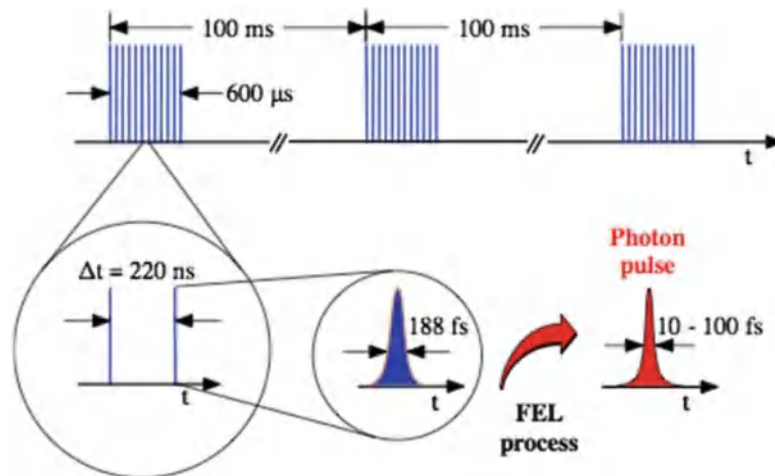 100 ms
100 ms
600 μs
t
Photon
pulse
Δt = 220 ns
188 fs
10 - 100 fs
t
t
t
FEL
process